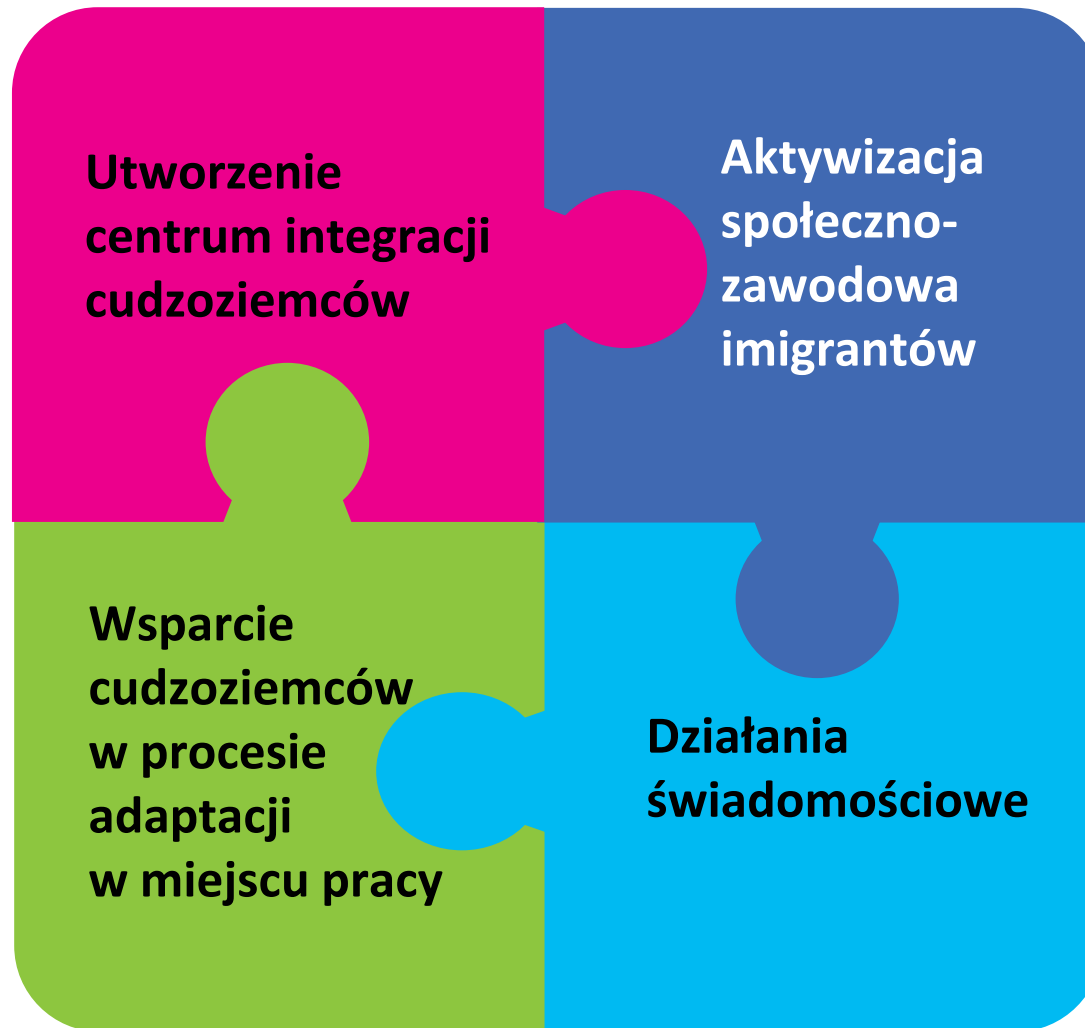 Utworzenie
centrum integracji
cudzoziemców
Aktywizacja
społeczno-
zawodowa
imigrantów
Wsparcie
cudzoziemców
w procesie
adaptacji
w miejscu pracy
Działania
świadomościowe